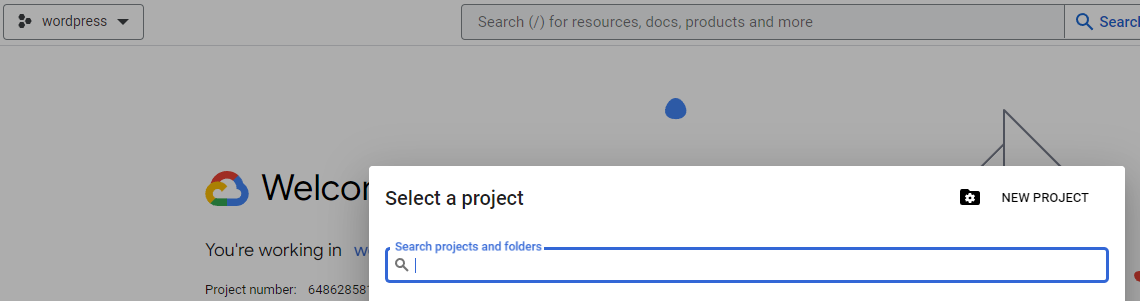 wordpress
Search (/) for resources, docs, products and more
Search
Welcom
Select a project
NEW PROJECT
You're working in
Search projects and folders
Project number: 64862858